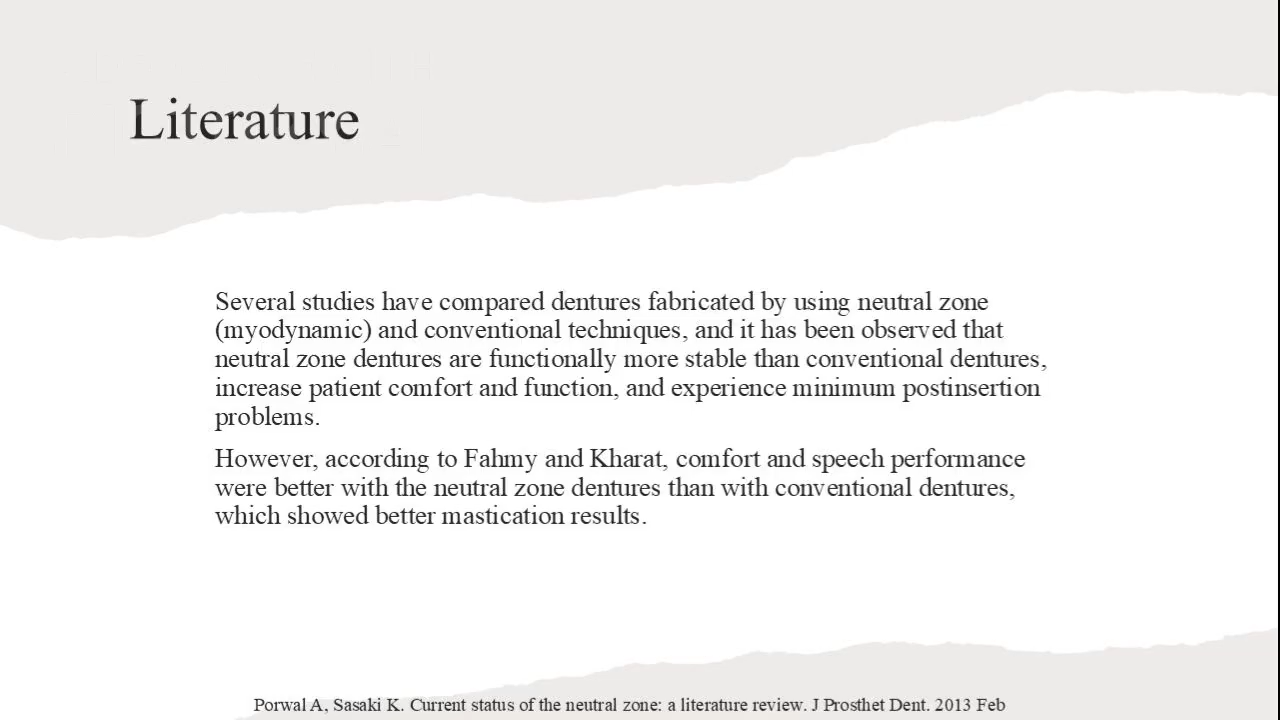 Literature
Several studies have compared dentures fabricated by using neutral zone
(myodynamic) and conventional techniques, and it has been observed that
neutral zone dentures are functionally more stable than conventional dentures,
increase patient comfort and function, and experience minimum postinsertion
problems.
However, according to Fahmy and Kharat, comfort and speech performance
were better with the neutral zone dentures than with conventional dentures,
which showed better mastication results.
Porwal A, Sasaki K. Current status of the neutral zone: a literature review. J Prosthet Dent. 2013 Feb